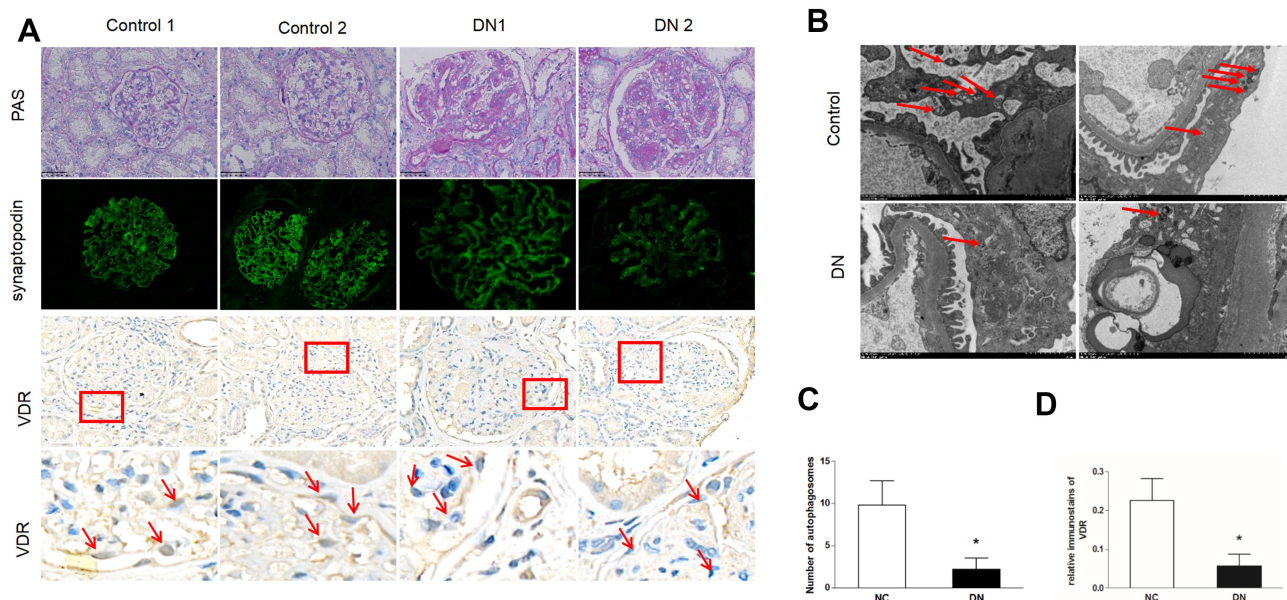 A
Control 1
Control 2
DN1
DN 2
PAS
synaptopodin
VDR
VDR
B
Control
DN
C
Number of autophagosomes
15
10
5
0
*
NC
DN
D
relative immunostains of
VDR
0.3
0.2
0.1
0.0
*
NC
DN